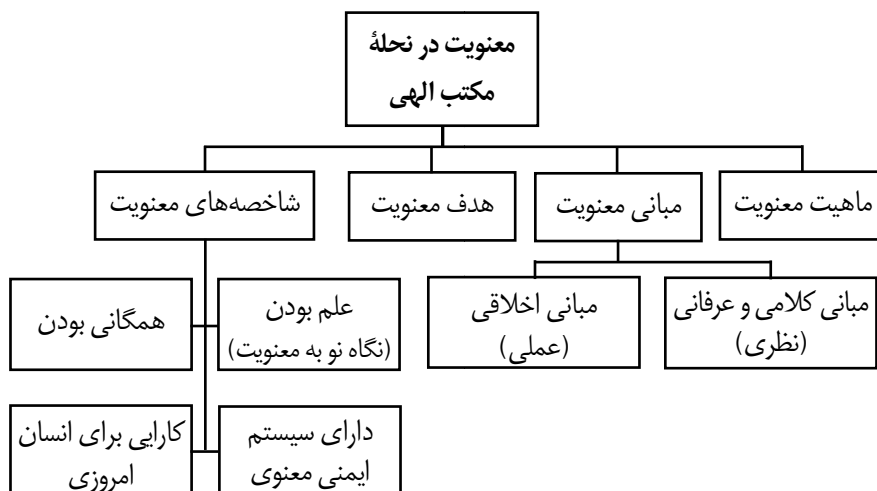 معنویت در نحلۀ
مکتب الهی
ماهیت معنویت
مبانی معنویت
هدف معنویت
شاخصه‌های معنویت
مبانی کلامی و عرفانی
(نظری)
مبانی اخلاقی
(عملی)
علم بودن
(نگاه نو به معنویت)
همگانی بودن
دارای سیستم
ایمنی معنوی
کارایی برای انسان
امروزی